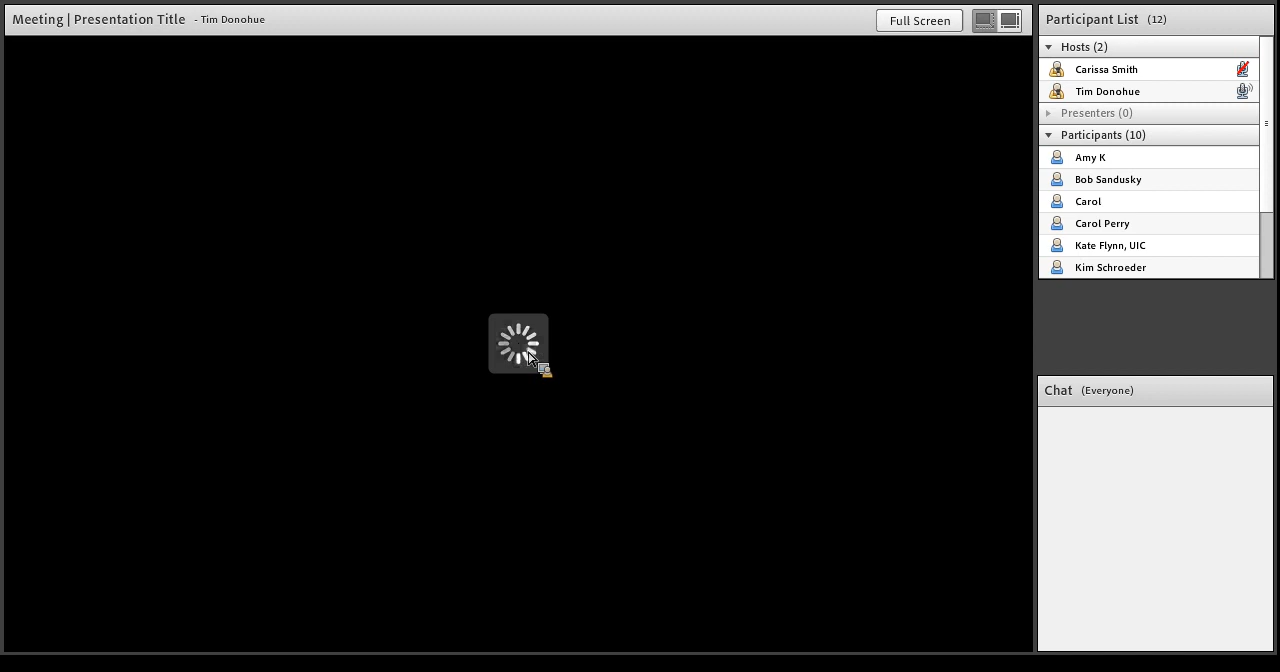 Meeting | Presentation Title - Tim Donohue
Full Screen
Participant List (12)
Hosts (2)
Carissa Smith
Tim Donohue
Presenters (0)
Participants (10)
Amy K
Bob Sandusky
Carol
Carol Perry
Kate Flynn, UIC
Kim Schroeder
Chat (Everyone)